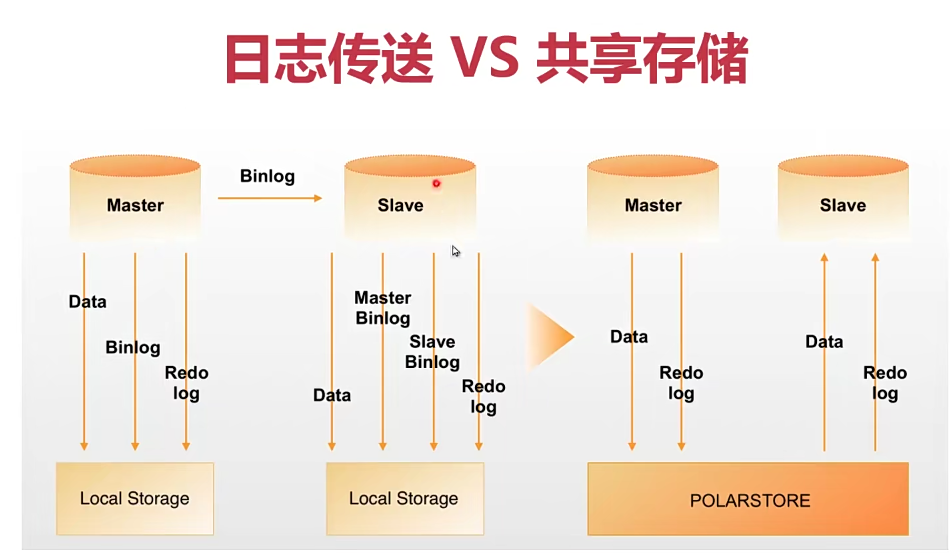 日志传送 VS 共享存储
Binlog
Master
Slave
Master
Slave
Data
Binlog
Redo
log
Master
Binlog
Slave
Binlog
Data
Redo
log
Data
Redo
log
Data
Redo
log
Local Storage
Local Storage
POLARSTORE